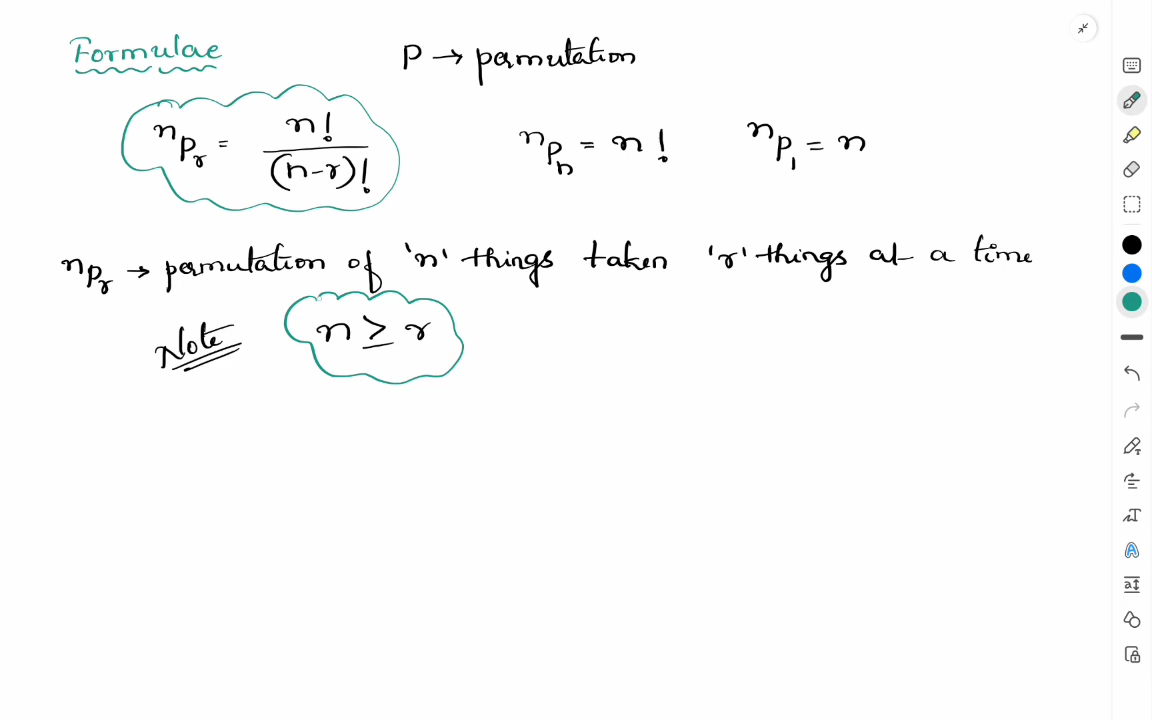 Formulae P → permutation
nPr = n! / (n-r)! nPn = n! nP1 = n
nPr → permutation of 'n' things taken 'r' things at a time
Note n ≥ r